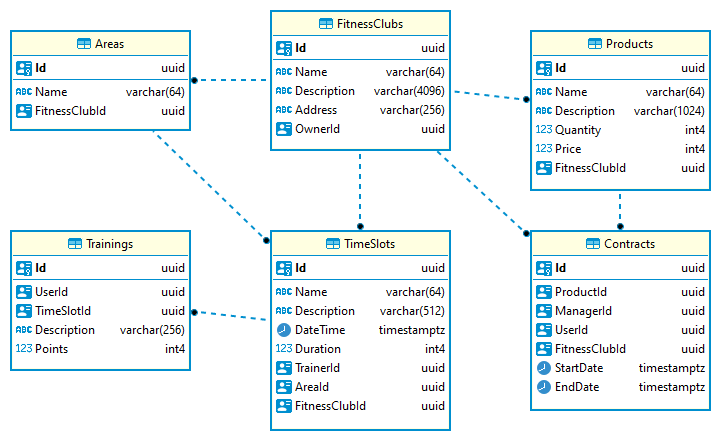 Areas
Id uuid
ABC Name varchar(64)
FitnessClubId uuid
FitnessClubs
Id uuid
ABC Name varchar(64)
ABC Description varchar(4096)
ABC Address varchar(256)
OwnerId uuid
Products
Id uuid
ABC Name varchar(64)
ABC Description varchar(1024)
123 Quantity int4
123 Price int4
FitnessClubId uuid
Trainings
Id uuid
UserId uuid
TimeSlotId uuid
ABC Description varchar(256)
123 Points int4
TimeSlots
Id uuid
ABC Name varchar(64)
ABC Description varchar(512)
DateTime timestamptz
123 Duration int4
TrainerId uuid
AreaId uuid
FitnessClubId uuid
Contracts
Id uuid
ProductId uuid
ManagerId uuid
UserId uuid
FitnessClubId uuid
StartDate timestamptz
EndDate timestamptz